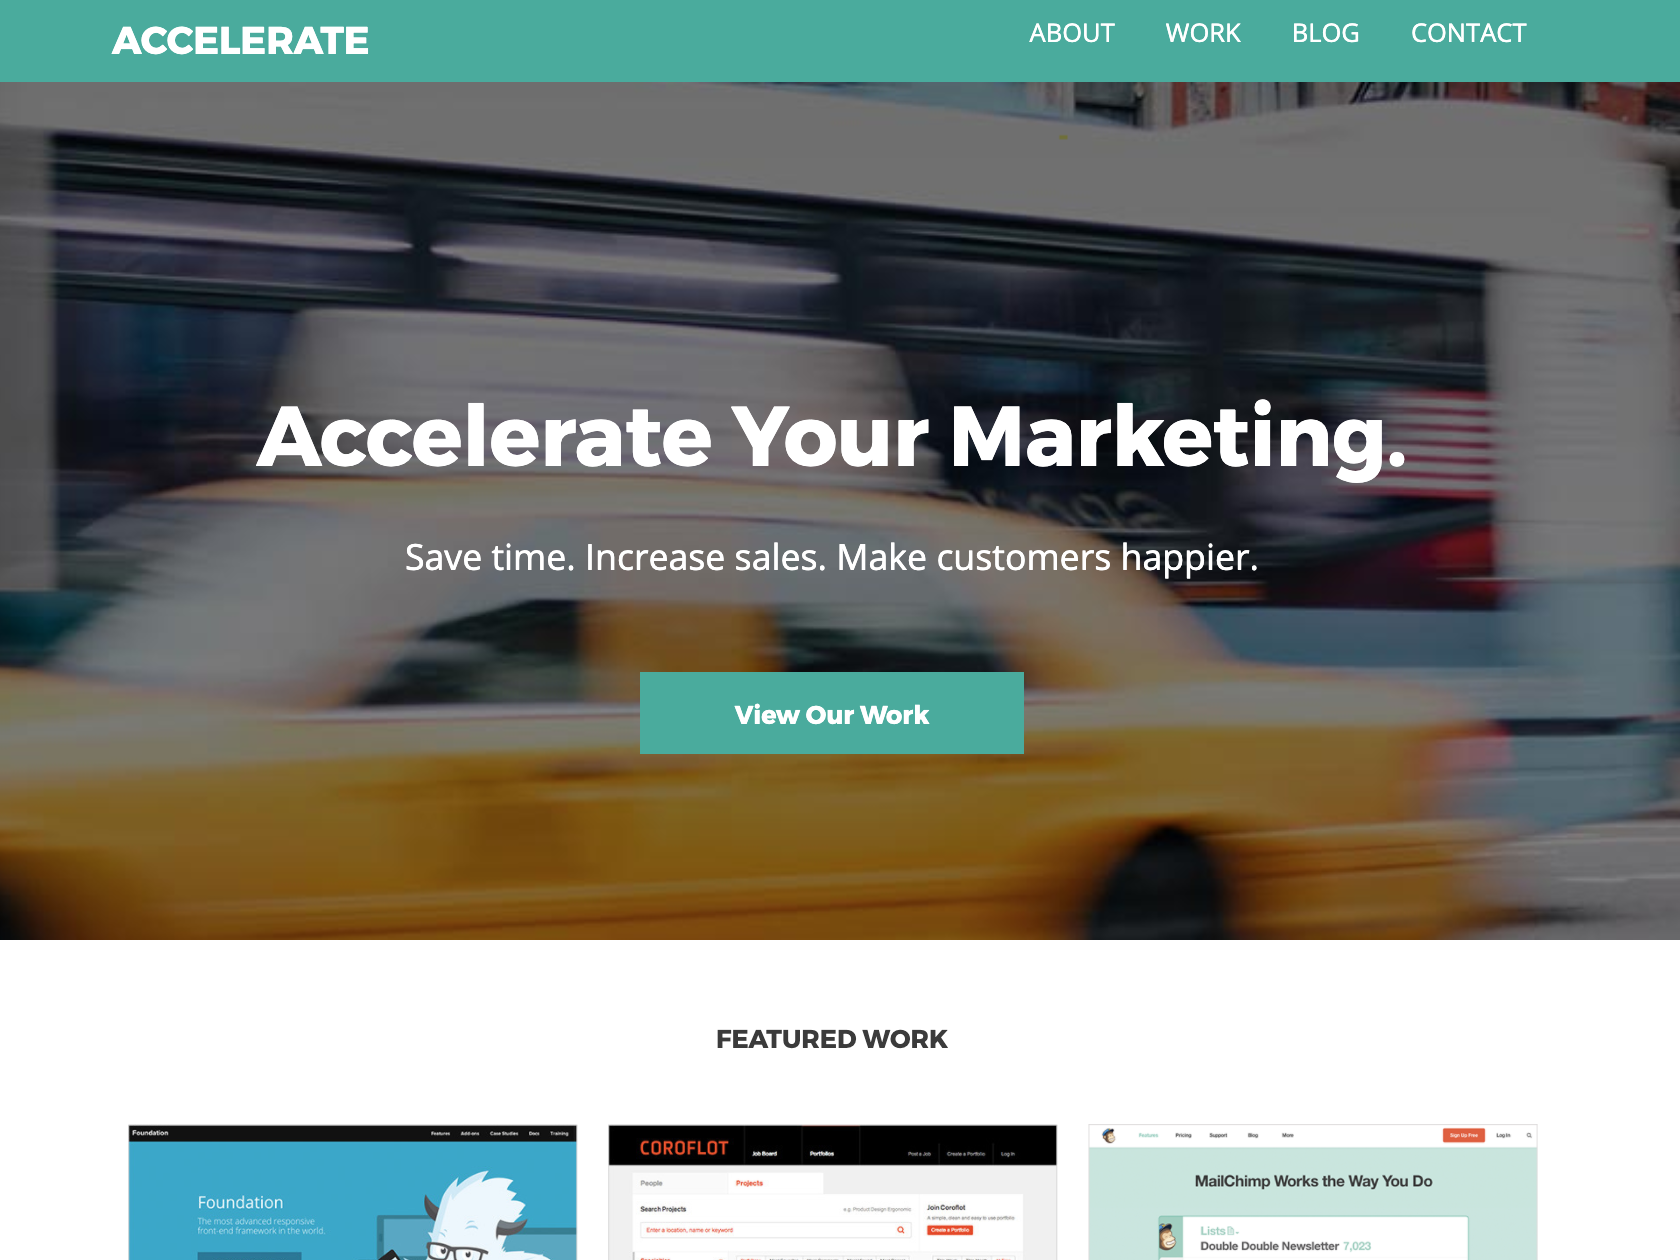 ACCELERATE
ABOUT WORK BLOG CONTACT
Accelerate Your Marketing.
Save time. Increase sales. Make customers happier.
View Our Work
FEATURED WORK
Foundation
Features Add-ons Case Studies Docs Training
Foundation
The most advanced responsive
front-end framework in the world.
COROFLOT
Job Board Portfolios Post a Job Create a Portfolio Log In
People Projects
Search Projects e.g. Product Design Ergonomic
Enter a location, name or keyword
Join Coroflot
A simple, clean and easy to use portfolio
Create a Portfolio
Features Pricing Support Blog More Sign Up Free Log In
MailChimp Works the Way You Do
Lists
Double Double Newsletter 7,023